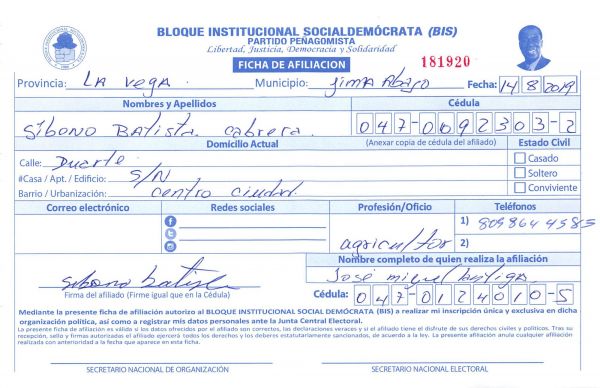 BLOQUE INSTITUCIONAL SOCIALDEMÓCRATA (BIS)
PARTIDO PEÑAGOMISTA
Libertad, Justicia, Democracia y Solidaridad
FICHA DE AFILIACION
181920
Provincia: LA Vega. Municipio: Jima Abajo Fecha: 14 8 2019
Nombres y Apellidos Cédula
Sibono Batista Cabrera. 047-0092303-2
Domicilio Actual (Anexar copia de cédula del afiliado) Estado Civil
Calle: Duarte. Casado
#Casa / Apt. / Edificio: S/N Soltero
Barrio / Urbanización: centro ciudad. Conviviente
Correo electrónico Redes sociales Profesión/Oficio Teléfonos
1) 809864 4585
agricultor 2)
Nombre completo de quien realiza la afiliación
sibono batista José miguel
Firma del afiliado (Firme igual que en la Cédula) Cédula: 047-0124010-5
Mediante la presente ficha de afiliación autorizo al BLOQUE INSTITUCIONAL SOCIAL DEMÓCRATA (BIS) a realizar mi inscripción única y exclusiva en dicha
organización política, así como a registrar mis datos personales ante la Junta Central Electoral.
La presente ficha de afiliación es válida si los datos ofrecidos por el afiliado son correctos, las declaraciones veraces y si el afiliado tiene el disfrute de sus derechos civiles y políticos. Tras su
recepción, sello y firmas autorizadas el afiliado ejercerá todos los derechos y los deberes estatutariamente sancionados, de acuerdo a la ley. La presente afiliación anula cualquier afiliación
realizada con anterioridad a la fecha que aparece en esta ficha.
SECRETARIO NACIONAL DE ORGANIZACIÓN SECRETARIO NACIONAL ELECTORAL